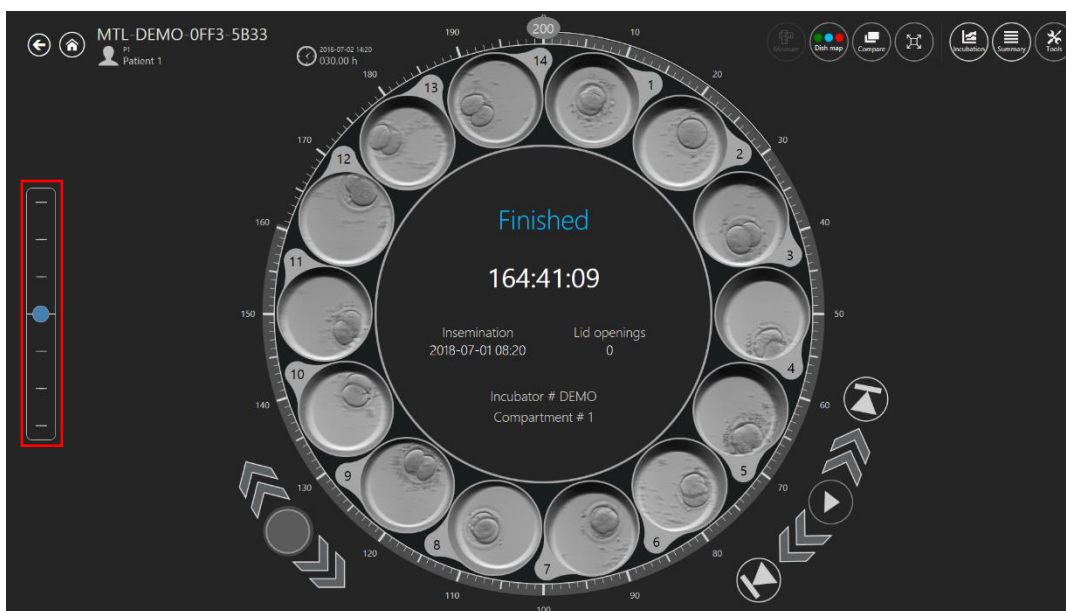 MTL-DEMO-0FF3-5B33
P1
Patient 1
2018-07-02 14:20
030.00 h
Measure
Dish map
Compare
Incubation
Summary
Tools
200
10
20
30
40
50
60
70
80
90
100
110
120
130
140
150
160
170
180
190
1
2
3
4
5
6
7
8
9
10
11
12
13
14
Finished
164:41:09
Insemination
Lid openings
2018-07-01 08:20
0
Incubator # DEMO
Compartment # 1